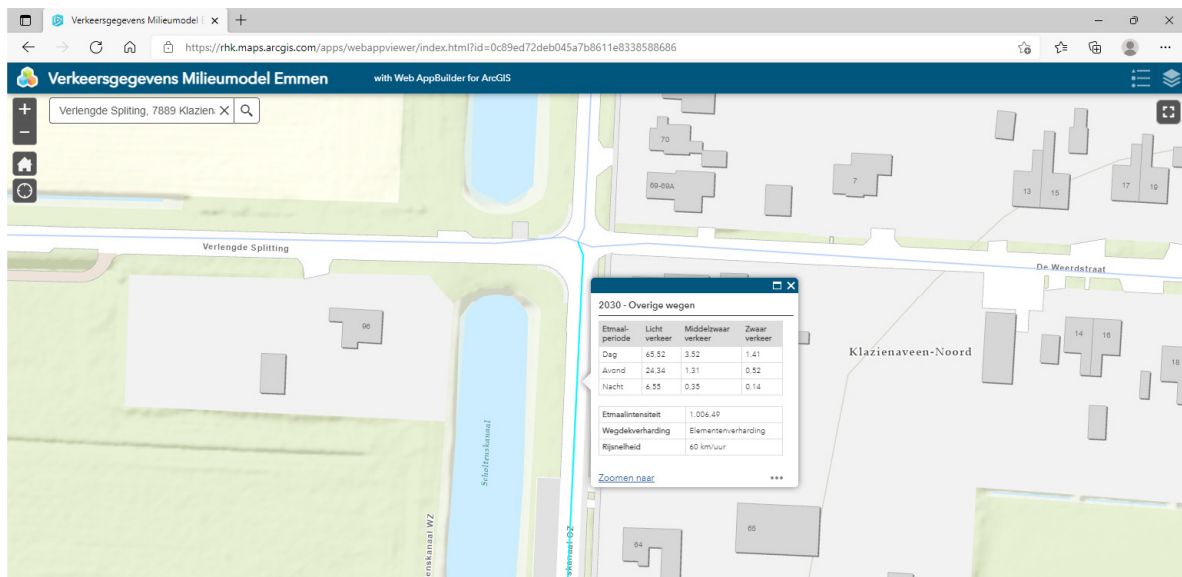 Verkeersgegevens Milieumodel E
https://rhk.maps.arcgis.com/apps/webappviewer/index.html?id=0c89ed72deb045a7b8611e8338588686
Verkeersgegevens Milieumodel Emmen
with Web AppBuilder for ArcGIS
Verlengde Spliting, 7889 Klazien
70
69-69A
7
13
15
17
19
Verlengde Splitting
De Weerdstraat
96
Klazienaveen-Noord
14
16
18
2030 - Overige wegen
Etmaal-periode Licht verkeer Middelzwaar verkeer Zwaar verkeer
Dag 65,52 3,52 1,41
Avond 24,34 1,31 0,52
Nacht 6,55 0,35 0,14
Etmaalintensiteit 1.006,49
Wegdekverharding Elementenverharding
Rijsnelheid 60 km/uur
Zoomen naar
Scholtenskanaal
enskanaal WZ
skanaal OZ
64
66